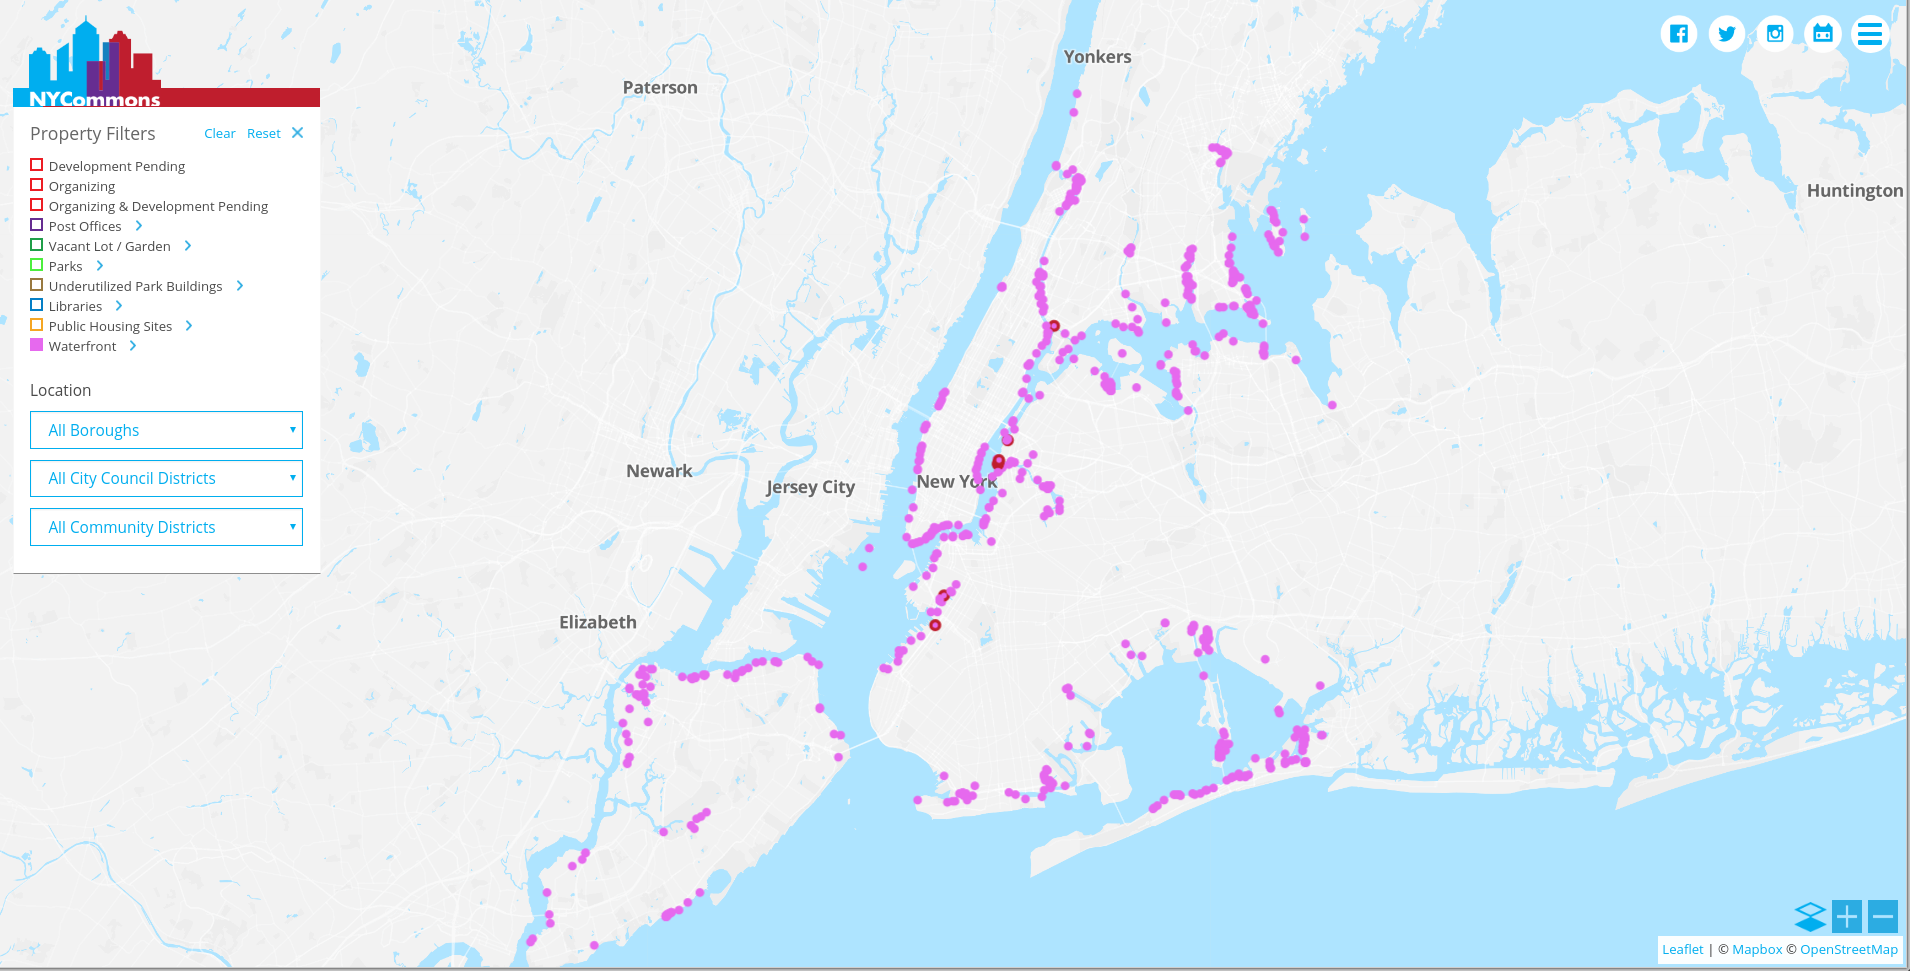 NYCommons
Property Filters
Clear Reset ✕
Development Pending
Organizing
Organizing & Development Pending
Post Offices
Vacant Lot / Garden
Parks
Underutilized Park Buildings
Libraries
Public Housing Sites
Waterfront
Location
All Boroughs
All City Council Districts
All Community Districts
Yonkers
Paterson
Huntington
Newark
Jersey City
New York
Elizabeth
Leaflet | © Mapbox © OpenStreetMap